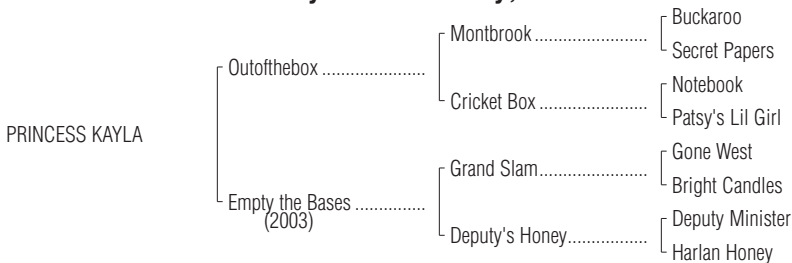 Buckaroo
Montbrook
Secret Papers
Outofthebox
Notebook
Cricket Box
Patsy's Lil Girl
PRINCESS KAYLA
Gone West
Grand Slam
Bright Candles
Empty the Bases
(2003)
Deputy Minister
Deputy's Honey
Harlan Honey